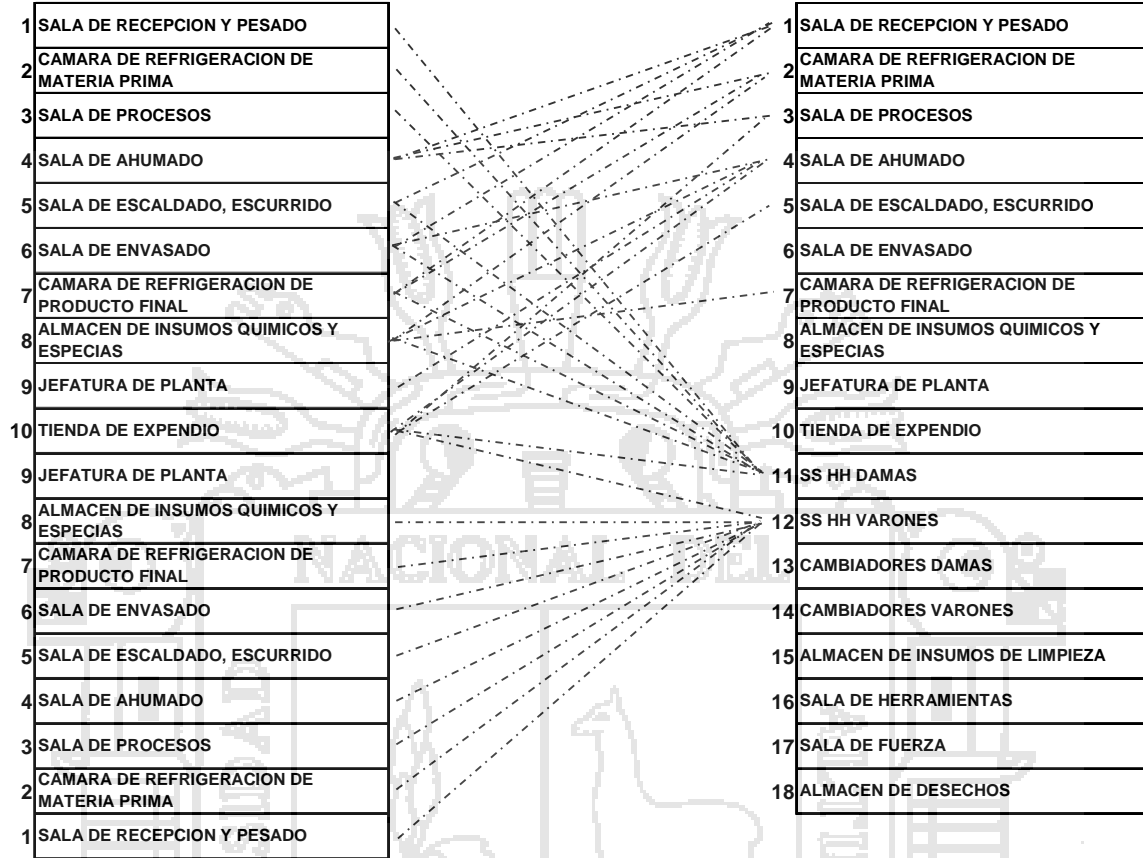 1 SALA DE RECEPCION Y PESADO
2 CAMARA DE REFRIGERACION DE
MATERIA PRIMA
3 SALA DE PROCESOS
4 SALA DE AHUMADO
5 SALA DE ESCALDADO, ESCURRIDO
6 SALA DE ENVASADO
7 CAMARA DE REFRIGERACION DE
PRODUCTO FINAL
8 ALMACEN DE INSUMOS QUIMICOS Y
ESPECIAS
9 JEFATURA DE PLANTA
10 TIENDA DE EXPENDIO
9 JEFATURA DE PLANTA
8 ALMACEN DE INSUMOS QUIMICOS Y
ESPECIAS
7 CAMARA DE REFRIGERACION DE
PRODUCTO FINAL
6 SALA DE ENVASADO
5 SALA DE ESCALDADO, ESCURRIDO
4 SALA DE AHUMADO
3 SALA DE PROCESOS
2 CAMARA DE REFRIGERACION DE
MATERIA PRIMA
1 SALA DE RECEPCION Y PESADO
1 SALA DE RECEPCION Y PESADO
2 CAMARA DE REFRIGERACION DE
MATERIA PRIMA
3 SALA DE PROCESOS
4 SALA DE AHUMADO
5 SALA DE ESCALDADO, ESCURRIDO
6 SALA DE ENVASADO
7 CAMARA DE REFRIGERACION DE
PRODUCTO FINAL
8 ALMACEN DE INSUMOS QUIMICOS Y
ESPECIAS
9 JEFATURA DE PLANTA
10 TIENDA DE EXPENDIO
11 SS HH DAMAS
12 SS HH VARONES
13 CAMBIADORES DAMAS
14 CAMBIADORES VARONES
15 ALMACEN DE INSUMOS DE LIMPIEZA
16 SALA DE HERRAMIENTAS
17 SALA DE FUERZA
18 ALMACEN DE DESECHOS
NACIONAL DEL